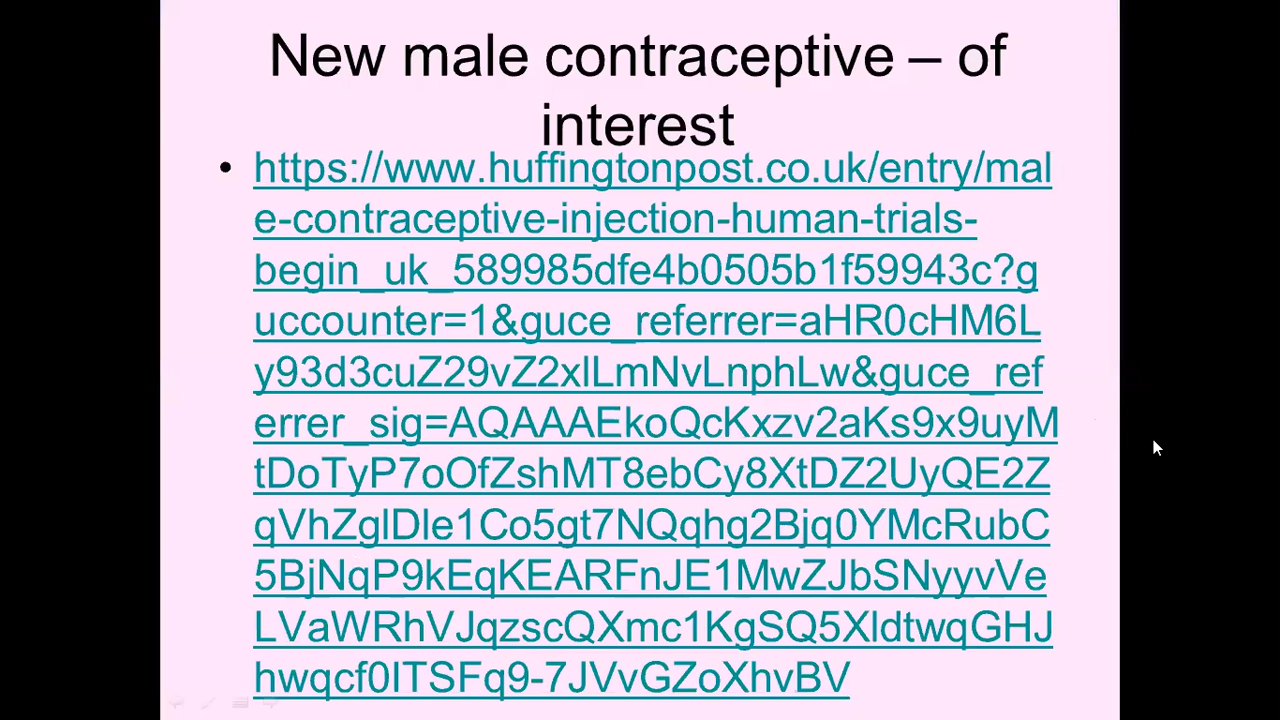 New male contraceptive – of
interest
• https://www.huffingtonpost.co.uk/entry/mal
e-contraceptive-injection-human-trials-
begin_uk_589985dfe4b0505b1f59943c?g
uccounter=1&guce_referrer=aHR0cHM6L
y93d3cuZ29vZ2xlLmNvLnphLw&guce_ref
errer_sig=AQAAAEkoQcKxzv2aKs9x9uyM
tDoTyP7oOfZshMT8ebCy8XtDZ2UyQE2Z
qVhZglDle1Co5gt7NQqhg2Bjq0YMcRubC
5BjNqP9kEqKEARFnJE1MwZJbSNyyvVe
LVaWRhVJqzscQXmc1KgSQ5XldtwqGHJ
hwqcf0ITSFq9-7JVvGZoXhvBV